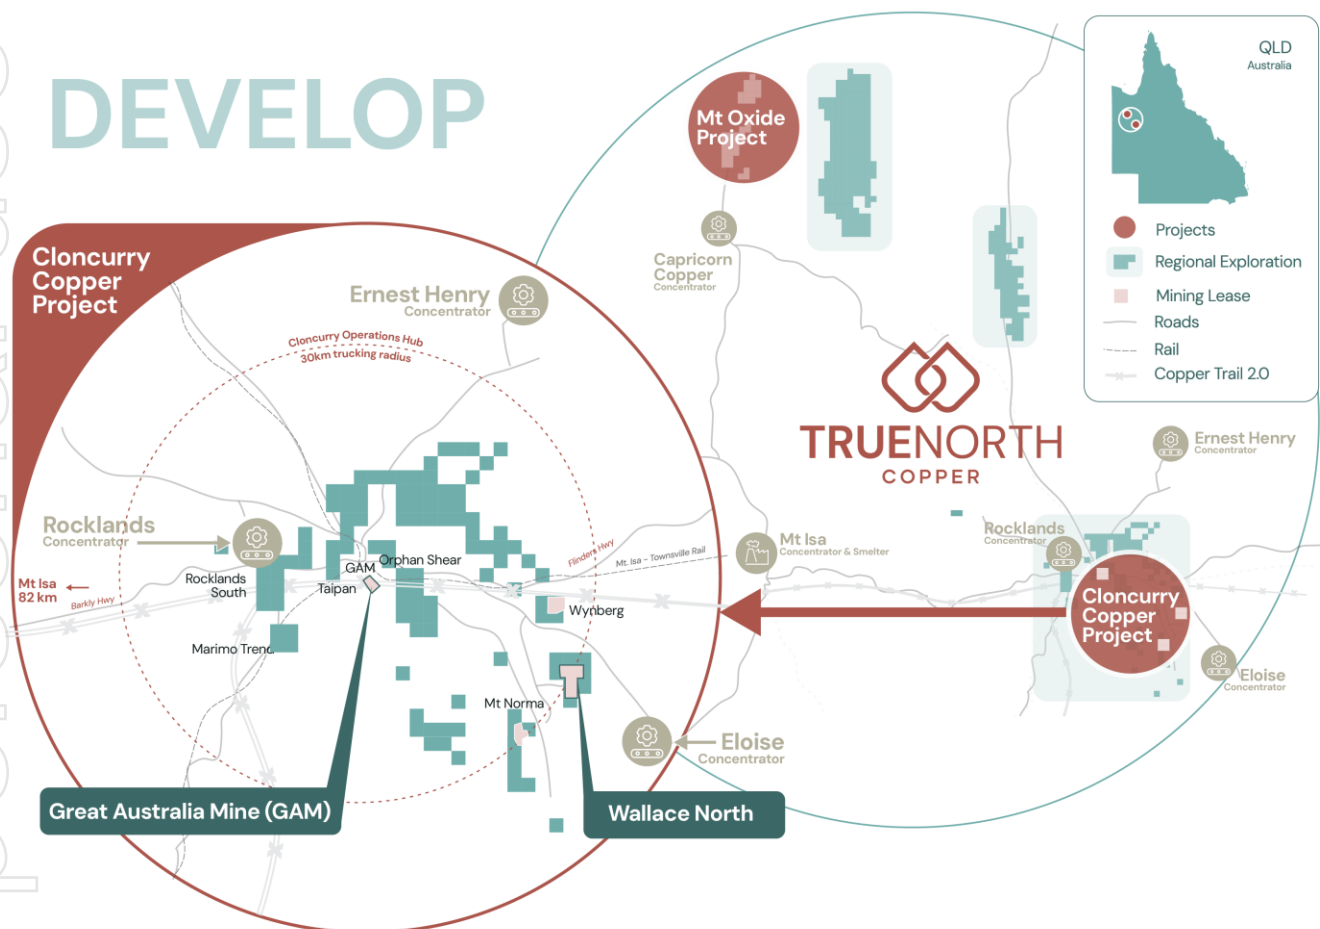 DEVELOP
Cloncurry
Copper
Project
Ernest Henry
Concentrator
Cloncurry Operations Hub
30km trucking radius
Rocklands
Concentrator
Mt Isa
82 km
Barkly Hwy
Rocklands
South
Marimo Trend
GAM
Taipan
Orphan Shear
Flinders Hwy
Mt. Isa - Townsville Rail
Wynberg
Mt Norma
Eloise
Concentrator
Great Australia Mine (GAM)
Wallace North
Mt Oxide
Project
Capricorn
Copper
Concentrator
TRUENORTH
COPPER
Mt Isa
Concentrator & Smelter
Rocklands
Concentrator
Ernest Henry
Concentrator
Cloncurry
Copper
Project
Eloise
Concentrator
QLD
Australia
Projects
Regional Exploration
Mining Lease
Roads
Rail
Copper Trail 2.0